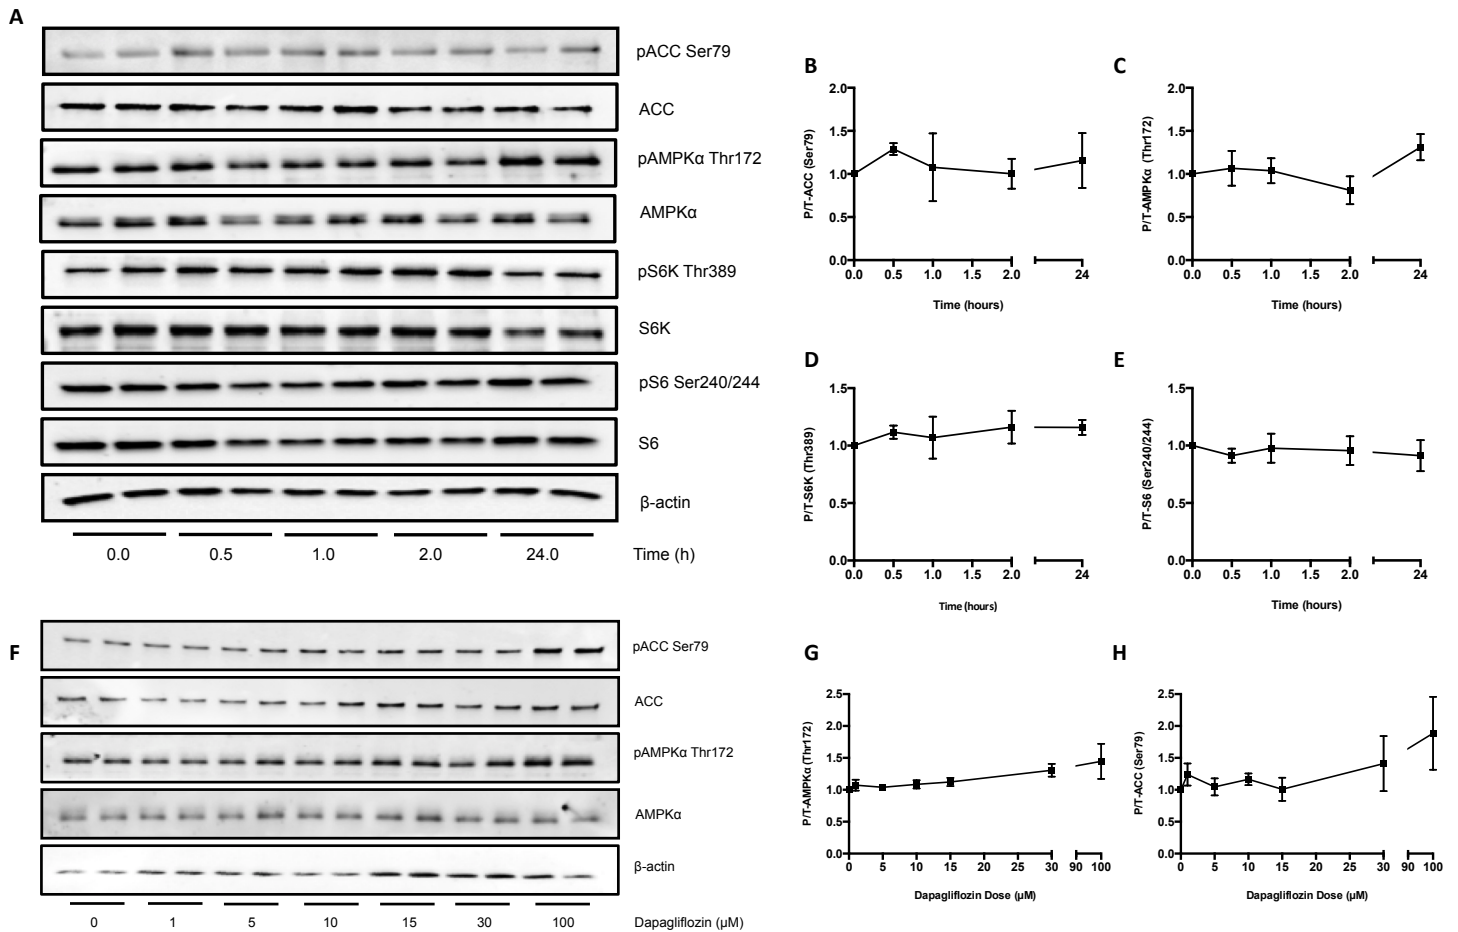 A
pACC Ser79
ACC
pAMPKα Thr172
AMPKα
pS6K Thr389
S6K
pS6 Ser240/244
S6
β-actin
0.0 0.5 1.0 2.0 24.0 Time (h)
B
P/T-ACC (Ser79)
2.0
1.5
1.0
0.5
0.0
0.0 0.5 1.0 1.5 2.0 24
Time (hours)
C
P/T-AMPKα (Thr172)
2.0
1.5
1.0
0.5
0.0
0.0 0.5 1.0 1.5 2.0 24
Time (hours)
D
P/T-S6K (Thr389)
1.5
1.0
0.5
0.0
0.0 0.5 1.0 1.5 2.0 24
Time (hours)
E
P/T-S6 (Ser240/244)
1.5
1.0
0.5
0.0
0.0 0.5 1.0 1.5 2.0 24
Time (hours)
F
pACC Ser79
ACC
pAMPKα Thr172
AMPKα
β-actin
0 1 5 10 15 30 100 Dapagliflozin (μM)
G
P/T-AMPKα (Thr172)
2.5
2.0
1.5
1.0
0.5
0.0
0 5 10 15 20 25 30 90 100
Dapagliflozin Dose (μM)
H
P/T-ACC (Ser79)
2.5
2.0
1.5
1.0
0.5
0.0
0 5 10 15 20 25 30 90 100
Dapagliflozin Dose (μM)